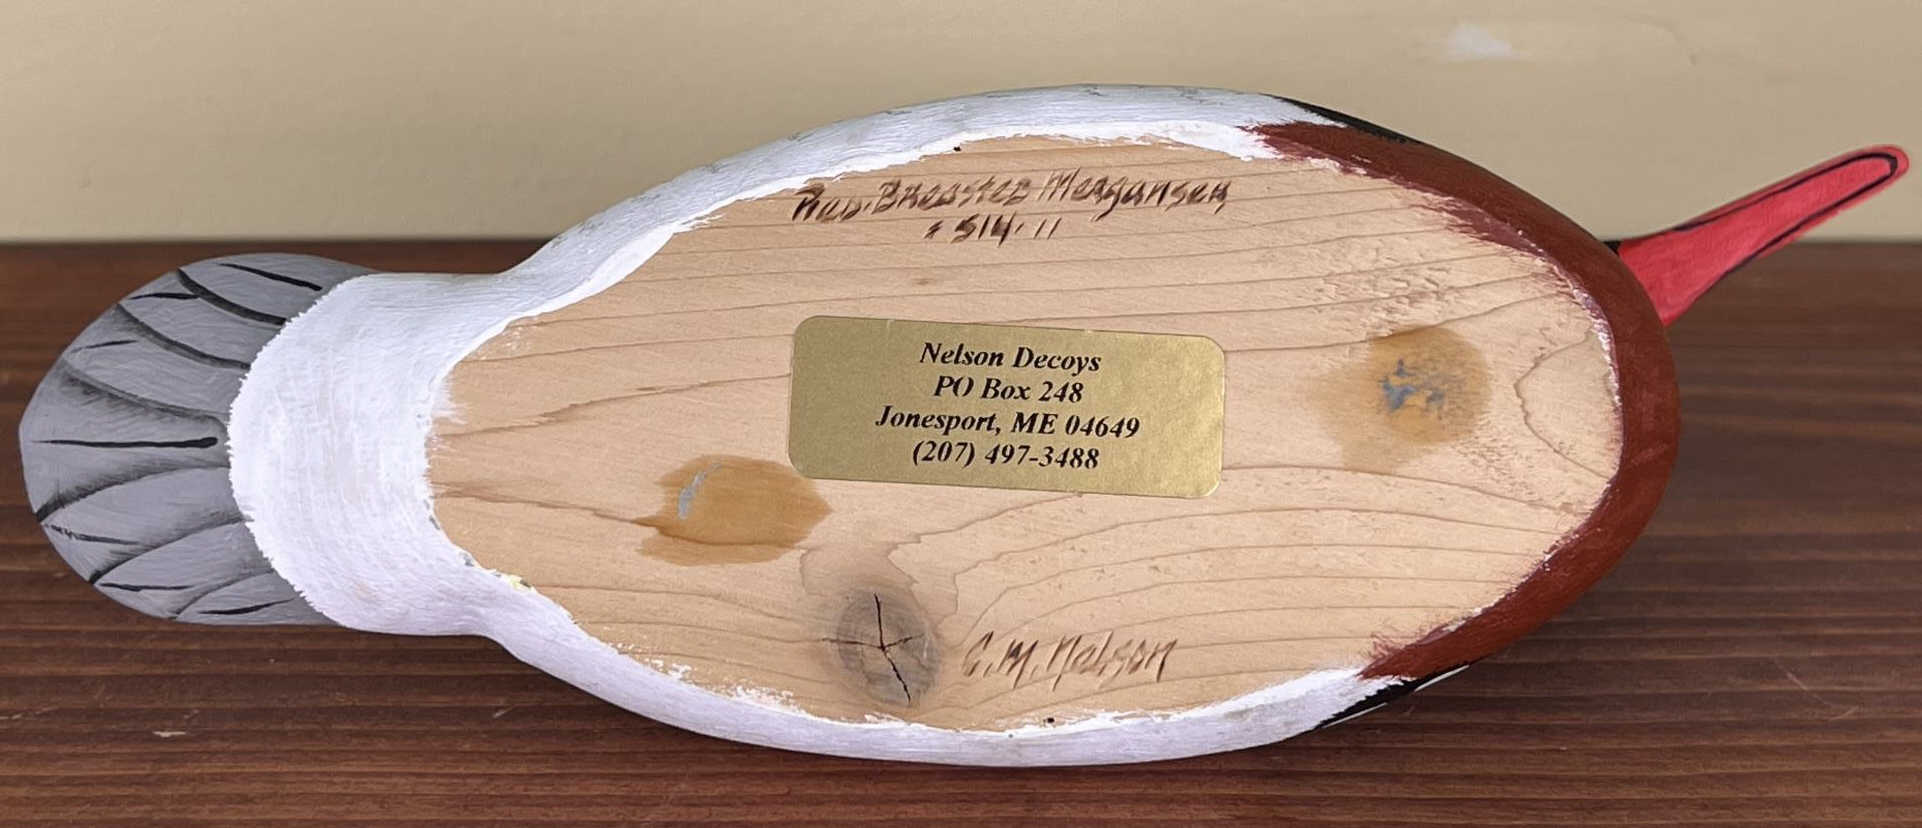 Red. Breasted Merganser
514. 11
Nelson Decoys
PO Box 248
Jonesport, ME 04649
(207) 497-3488
C.M. Nelson